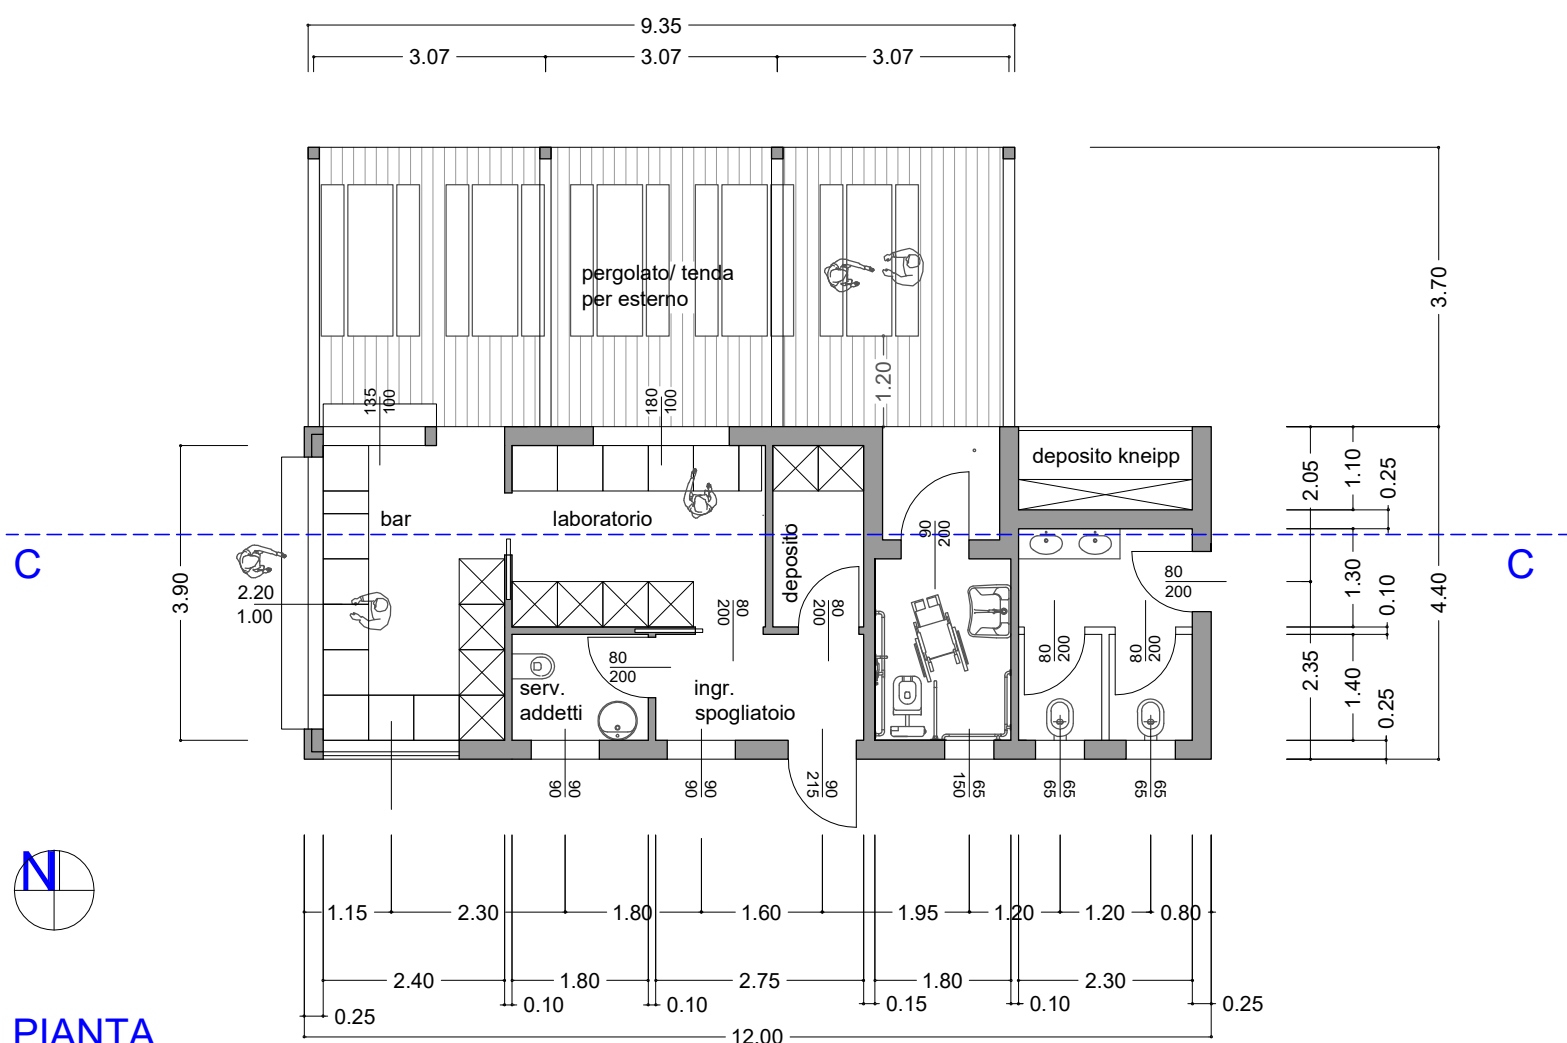 9.35
3.07 3.07 3.07
pergolato/ tenda
per esterno
3.70
1.20
135
100
180
100
deposito kneipp
2.05 1.10 0.25
bar
laboratorio
deposito
90
200
C
C
3.90
2.20
1.00
80
200
80
200
80
200
1.30 0.10 4.40
80
200
80
200
80
200
serv.
addetti
ingr.
spogliatoio
2.35 1.40 0.25
90
90
90
90
90
215
65
150
65
65
65
65
N
1.15 2.30 1.80 1.60 1.95 1.20 1.20 0.80
2.40 1.80 2.75 1.80 2.30
0.25 0.10 0.10 0.15 0.10 0.25
PIANTA
12.00